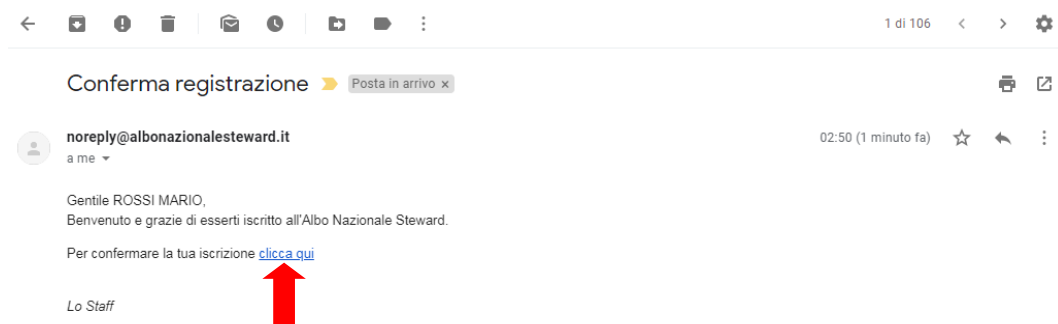 1 di 106
Conferma registrazione
Posta in arrivo x
noreply@albonazionalesteward.it
02:50 (1 minuto fa)
a me
Gentile ROSSI MARIO,
Benvenuto e grazie di esserti iscritto all'Albo Nazionale Steward.
Per confermare la tua iscrizione clicca qui
Lo Staff